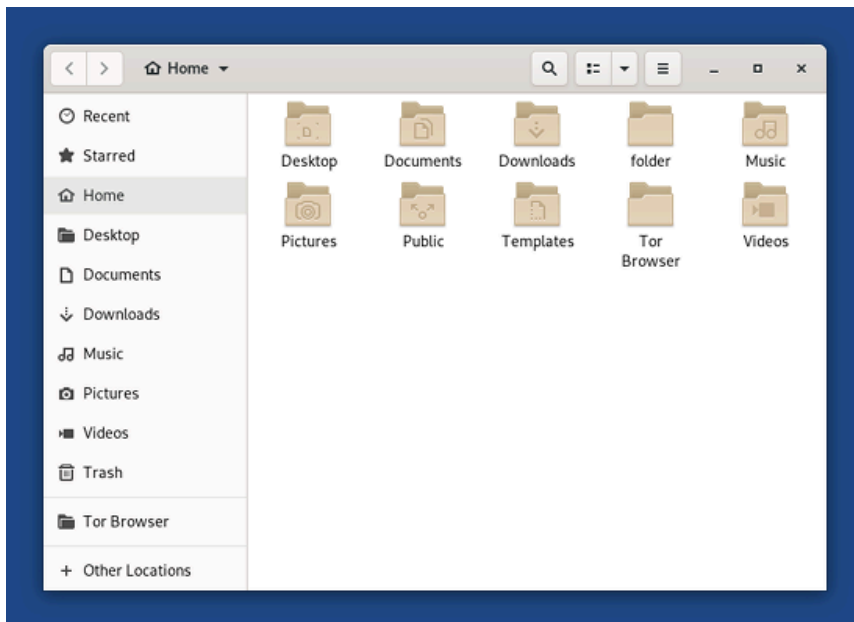 Home
Recent
Starred
Home
Desktop
Documents
Downloads
Music
Pictures
Videos
Trash
Tor Browser
Other Locations
Desktop
Documents
Downloads
folder
Music
Pictures
Public
Templates
Tor
Browser
Videos